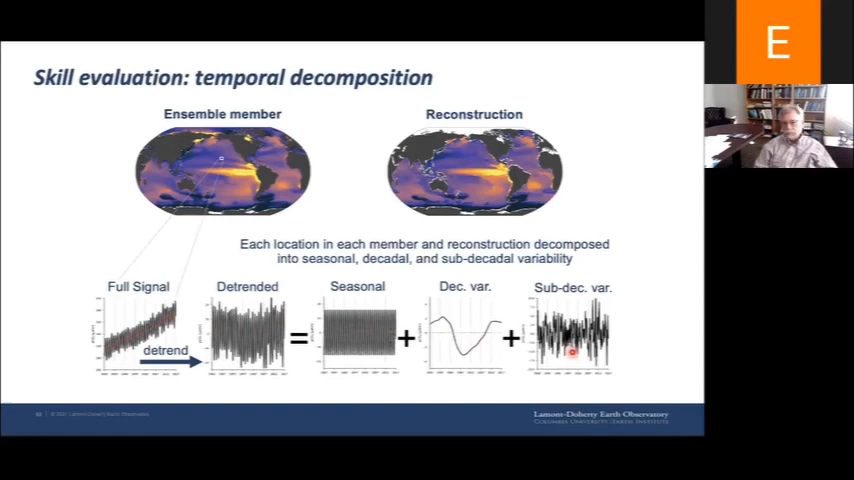 E
Skill evaluation: temporal decomposition
Ensemble member
Reconstruction
Each location in each member and reconstruction decomposed
into seasonal, decadal, and sub-decadal variability
Full Signal
Detrended
Seasonal
Dec. var.
Sub-dec. var.
detrend
=
+
+
Lamont-Doherty Earth Observatory
COLUMBIA UNIVERSITY | EARTH INSTITUTE